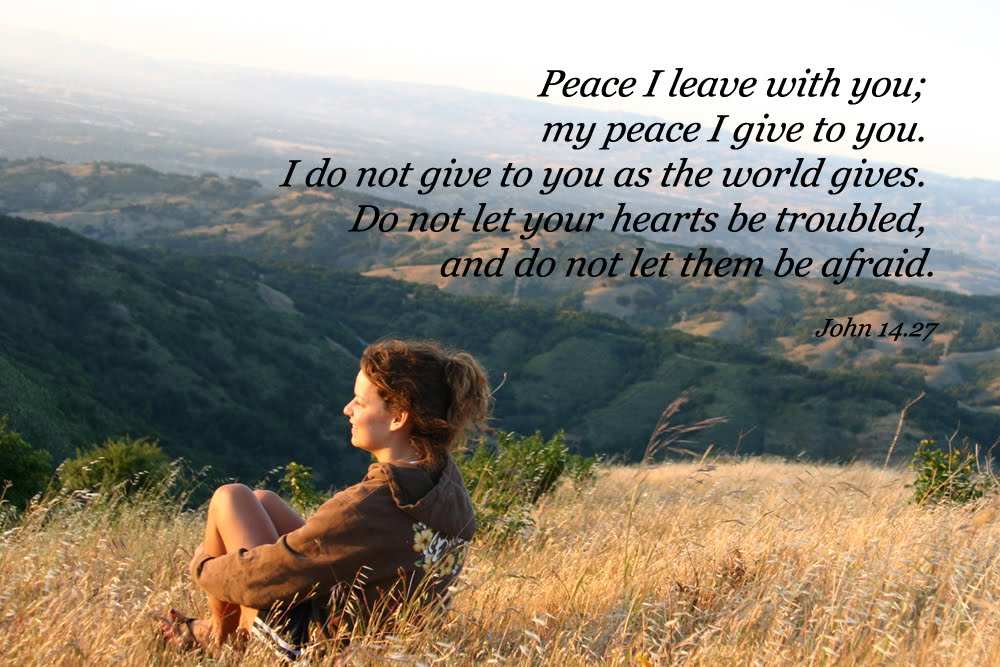 Peace I leave with you;
my peace I give to you.
I do not give to you as the world gives.
Do not let your hearts be troubled,
and do not let them be afraid.
John 14.27